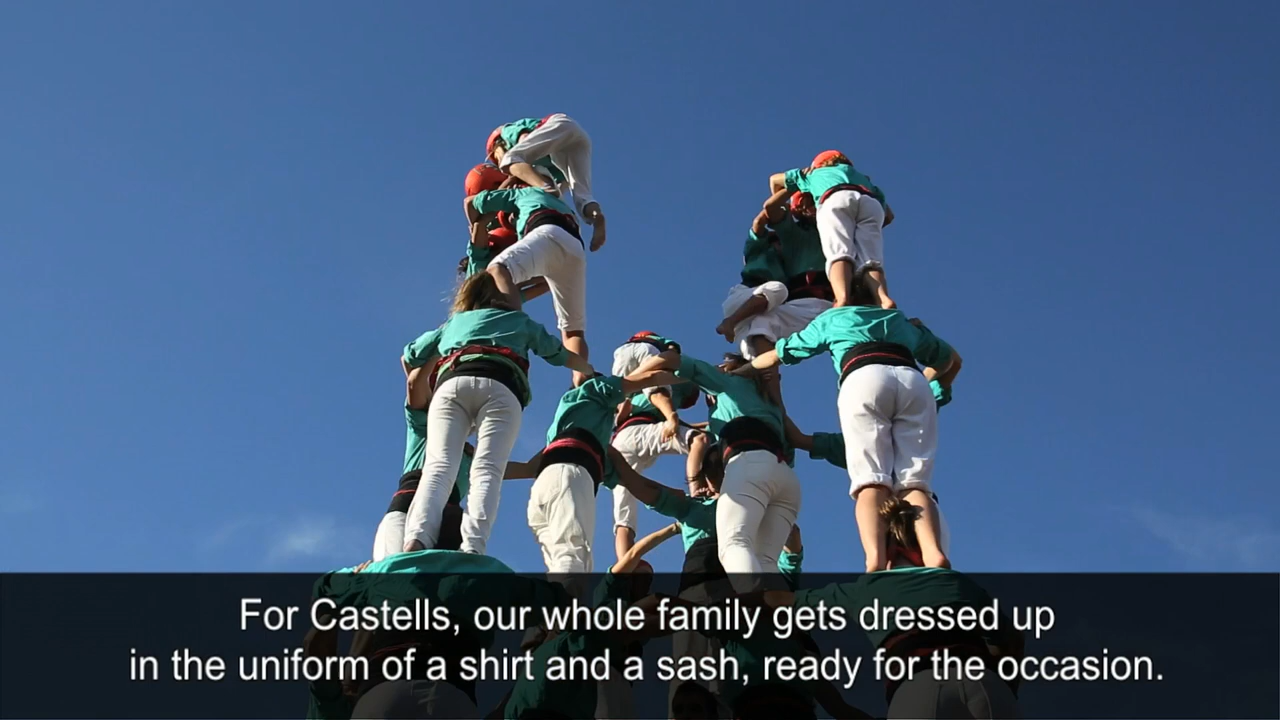 For Castells, our whole family gets dressed up
in the uniform of a shirt and a sash, ready for the occasion.